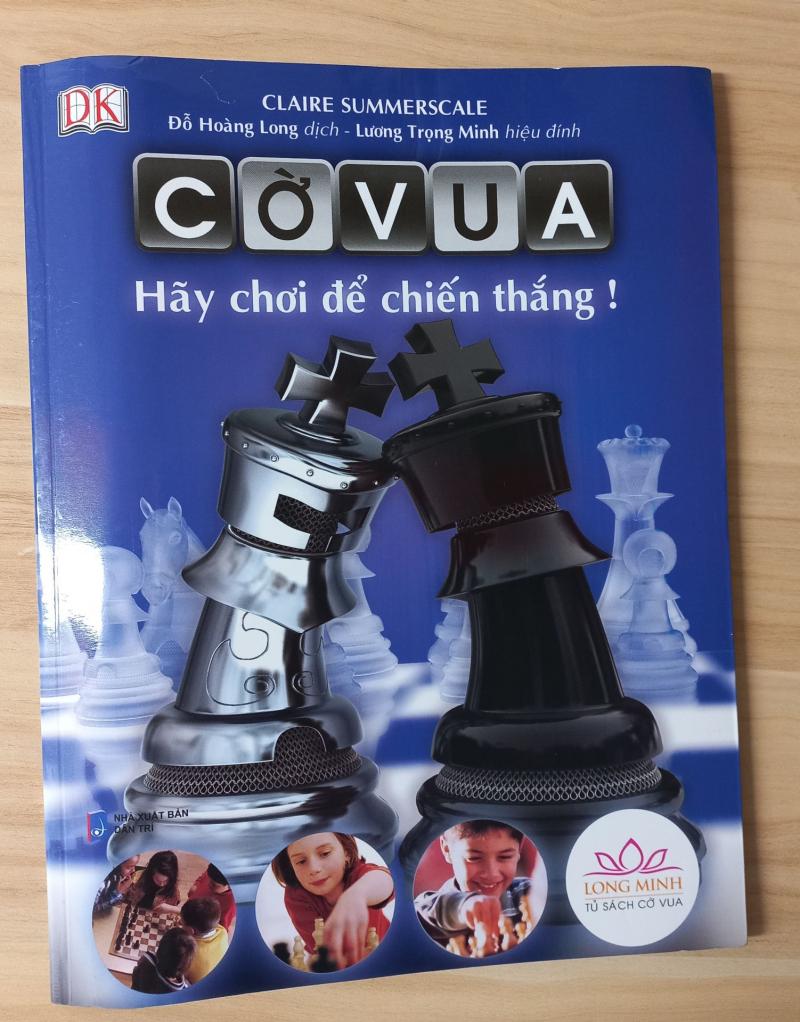 DK
CLAIRE SUMMERSCALE
Đỗ Hoàng Long dịch - Lương Trọng Minh hiệu đính
CỜ VUA
Hãy chơi để chiến thắng !
NHÀ XUẤT BẢN
DÂN TRÍ
LONG MINH
TỦ SÁCH CỜ VUA